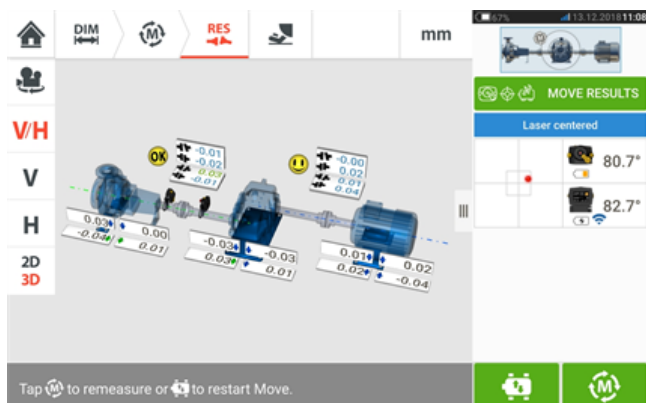 DIM
RES
mm
67%
13.12.2018 11:08
MOVE RESULTS
Laser centered
80.7°
82.7°
V/H
V
H
2D
3D
OK
-0.01
-0.02
0.03
-0.01
-0.00
0.02
0.01
0.04
0.03 0.00
-0.04 0.01
-0.03 -0.03
0.03 0.01
0.01 0.02
0.02 -0.04
Tap M to remeasure or to restart Move.
M